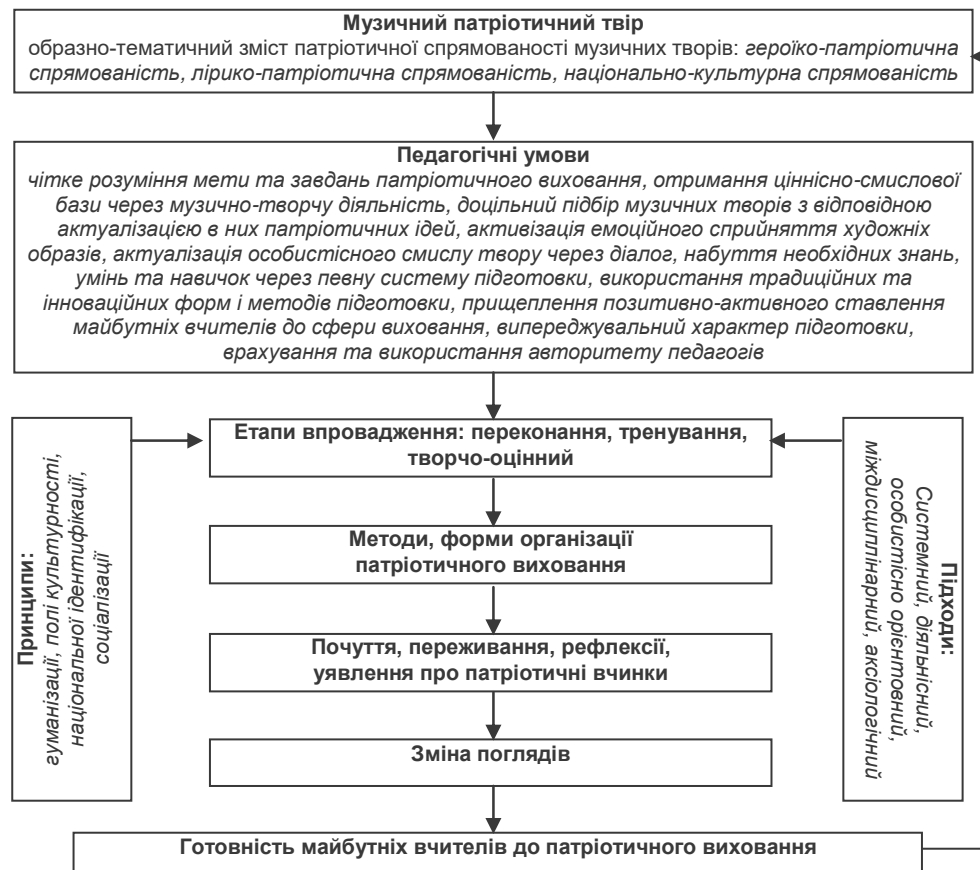 Музичний патріотичний твір
образно-тематичний зміст патріотичної спрямованості музичних творів: героїко-патріотична
спрямованість, лірико-патріотична спрямованість, національно-культурна спрямованість
Педагогічні умови
чітке розуміння мети та завдань патріотичного виховання, отримання ціннісно-смислової
бази через музично-творчу діяльність, доцільний підбір музичних творів з відповідною
актуалізацією в них патріотичних ідей, активізація емоційного сприйняття художніх
образів, актуалізація особистісного смислу твору через діалог, набуття необхідних знань,
умінь та навичок через певну систему підготовки, використання традиційних та
інноваційних форм і методів підготовки, прищеплення позитивно-активного ставлення
майбутніх вчителів до сфери виховання, випереджувальний характер підготовки,
врахування та використання авторитету педагогів
Принципи:
гуманізації, полі культурності,
національної ідентифікації,
соціалізації
Етапи впровадження: переконання, тренування,
творчо-оцінний
Методи, форми організації
патріотичного виховання
Почуття, переживання, рефлексії,
уявлення про патріотичні вчинки
Зміна поглядів
Підходи:
Системний, діяльнісний,
особистісно орієнтовний,
міждисциплінарний, аксіологічний
Готовність майбутніх вчителів до патріотичного виховання